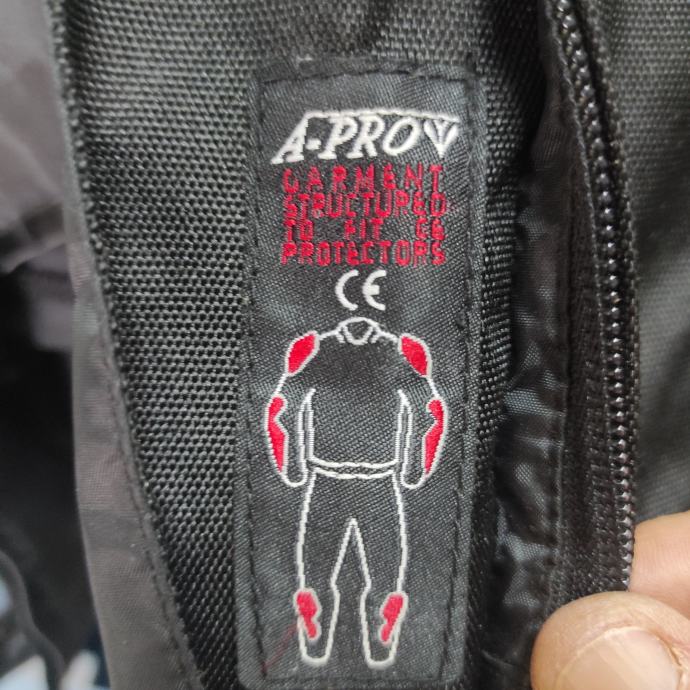 A-PRO
GARMENT
STRUCTURED
TO FIT CE
PROTECTORS
CE